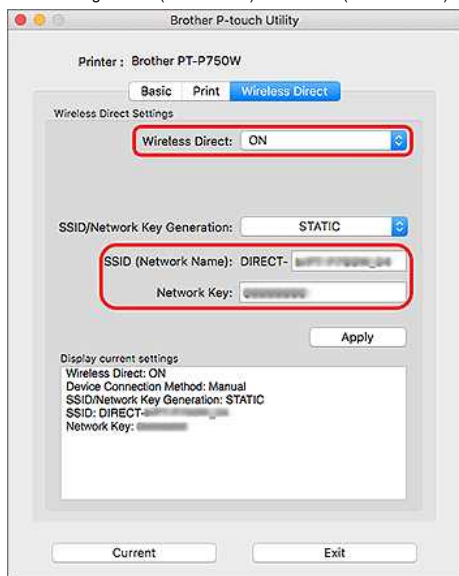 Brother P-touch Utility
Printer : Brother PT-P750W
Basic Print Wireless Direct
Wireless Direct Settings
Wireless Direct: ON
SSID/Network Key Generation: STATIC
SSID (Network Name): DIRECT-
Network Key:
Apply
Display current settings
Wireless Direct: ON
Device Connection Method: Manual
SSID/Network Key Generation: STATIC
SSID: DIRECT-
Network Key:
Current Exit